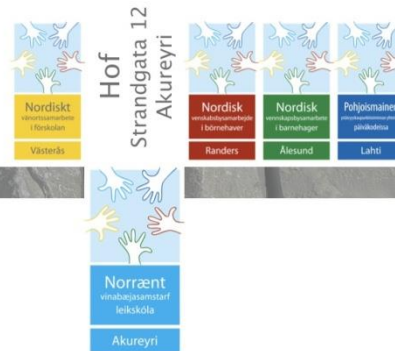 Nordiskt
vänortssamarbete
i förskolan
Västerås
Hof
Strandgata 12
Akureyri
Nordisk
venskabsbysamarbejde
i börnehaver
Randers
Nordisk
vennskapsbysamarbeid
i barnehager
Ålesund
Pohjoismainen
päiväkodeissa
Lahti
Norrænt
vinabæjasamstarf
leikskóla
Akureyri